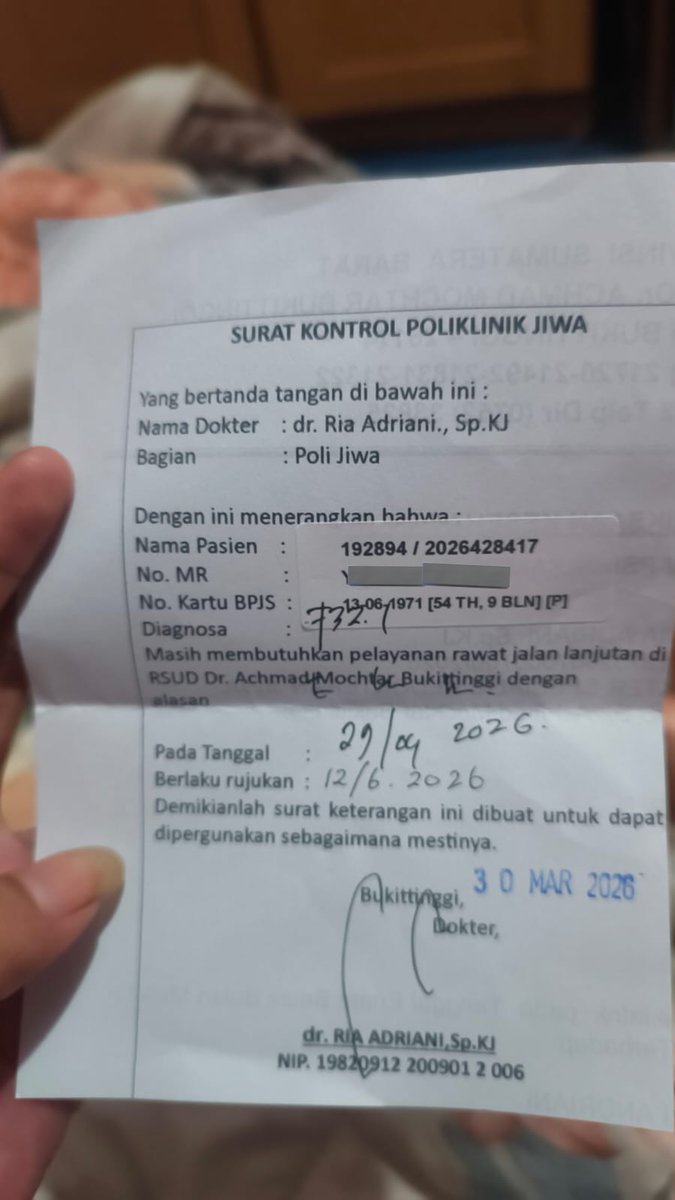 SURAT KONTROL POLIKLINIK JIWA
Yang bertanda tangan di bawah ini :
Nama Dokter : dr. Ria Adriani., Sp.KJ
Bagian : Poli Jiwa
Dengan ini menerangkan bahwa :
Nama Pasien : 192894 / 2026428417
No. MR :
No. Kartu BPJS : 13-06-1971 [54 TH, 9 BLN] [P]
Diagnosa : F32.1
Masih membutuhkan pelayanan rawat jalan lanjutan di
RSUD Dr. Achmad Mochtar Bukittinggi dengan
alasan
Pada Tanggal : 29/04 2026.
Berlaku rujukan : 12/6.2026
Demikianlah surat keterangan ini dibuat untuk dapat
dipergunakan sebagaimana mestinya.
Bukittinggi, 30 MAR 2026
Dokter,
dr. RIA ADRIANI,Sp.KJ
NIP. 19820912 200901 2 006